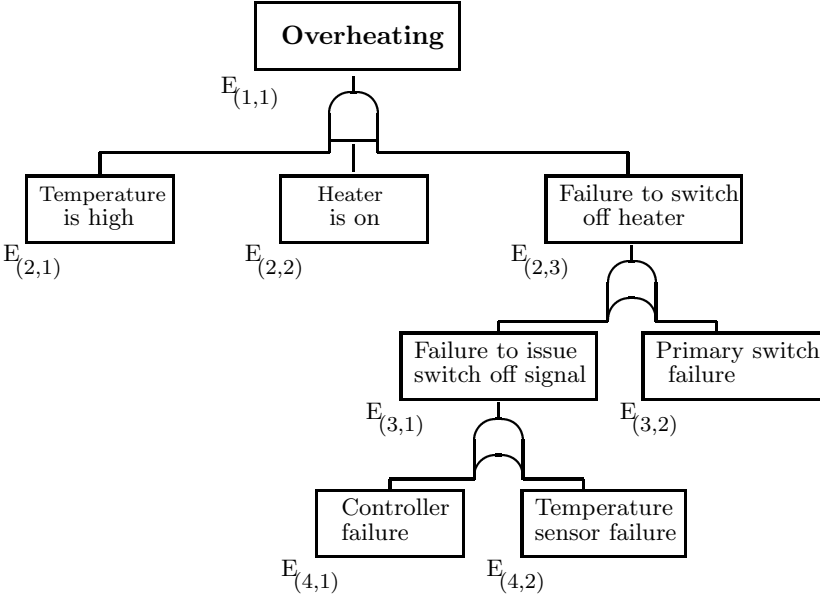 Overheating
E(1,1)
Temperature
is high
Heater
is on
Failure to switch
off heater
E(2,1)
E(2,2)
E(2,3)
Failure to issue
switch off signal
Primary switch
failure
E(3,1)
E(3,2)
Controller
failure
Temperature
sensor failure
E(4,1)
E(4,2)